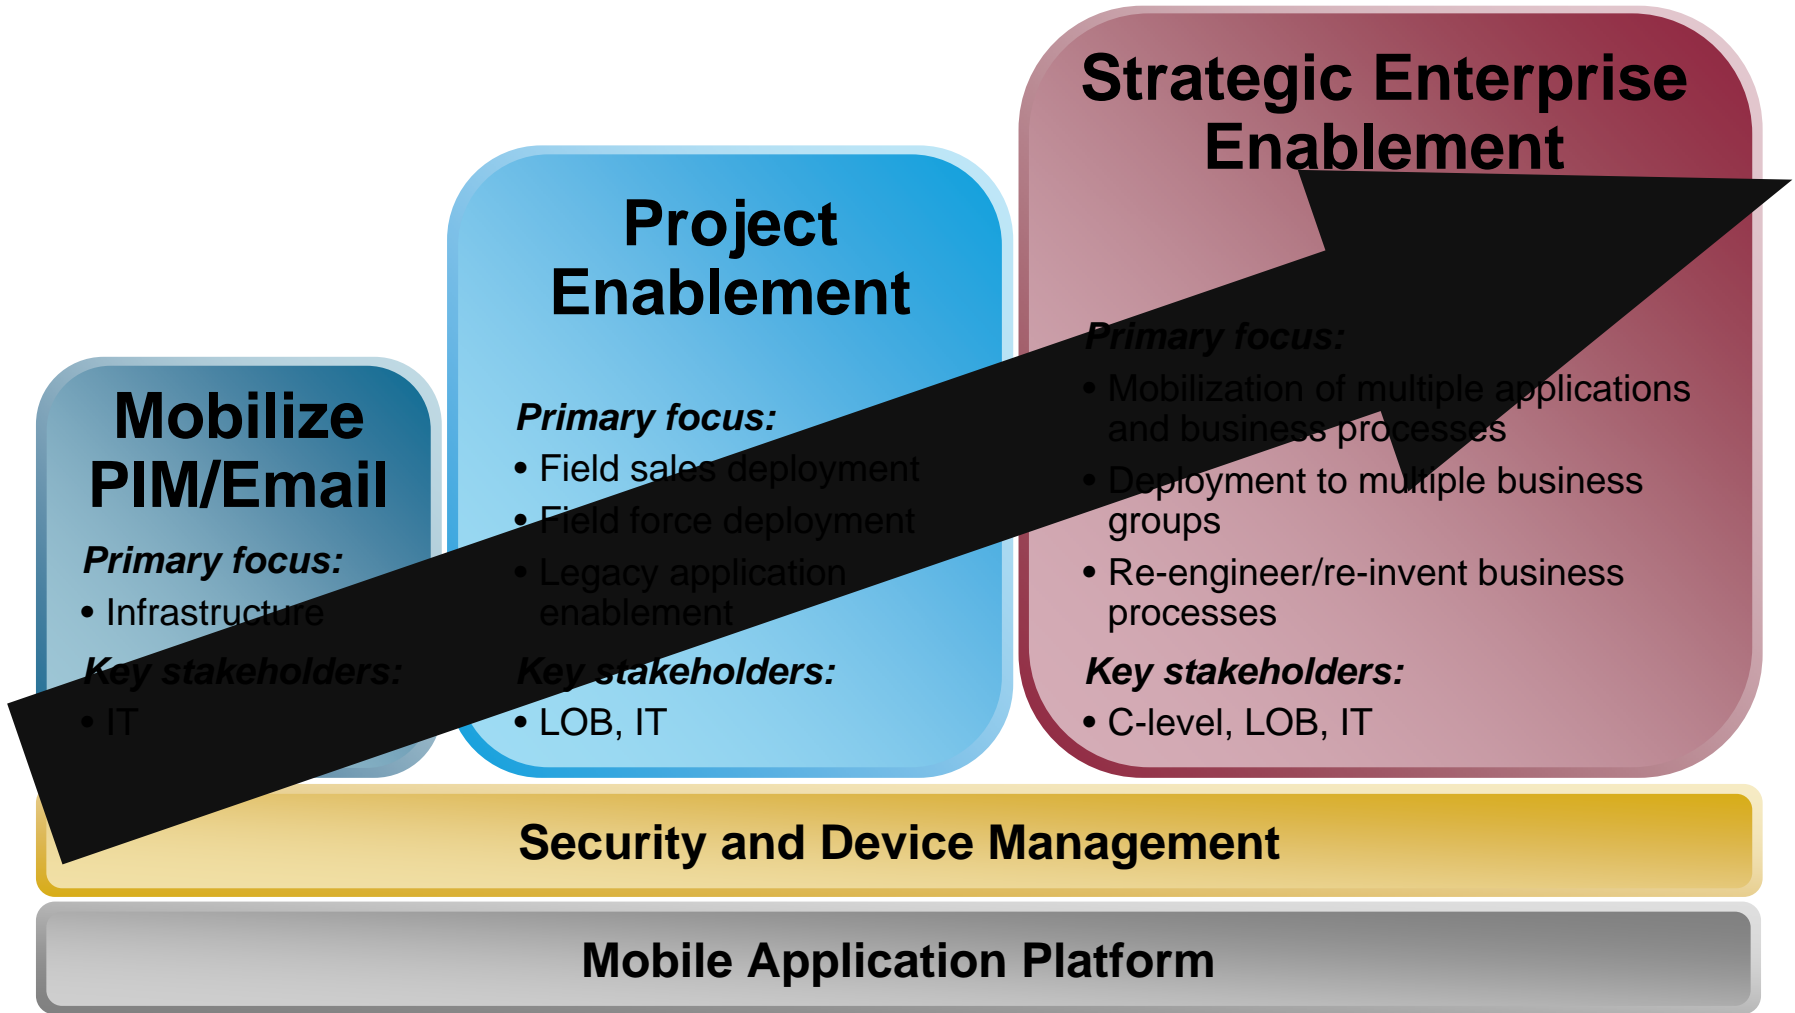 Mobilize
PIM/Email
Primary focus:
• Infrastructure
Key stakeholders:
• IT
Project
Enablement
Primary focus:
• Field sales deployment
• Field force deployment
• Legacy application
enablement
Key stakeholders:
• LOB, IT
Strategic Enterprise
Enablement
Primary focus:
• Mobilization of multiple applications
and business processes
• Deployment to multiple business
groups
• Re-engineer/re-invent business
processes
Key stakeholders:
• C-level, LOB, IT
Security and Device Management
Mobile Application Platform